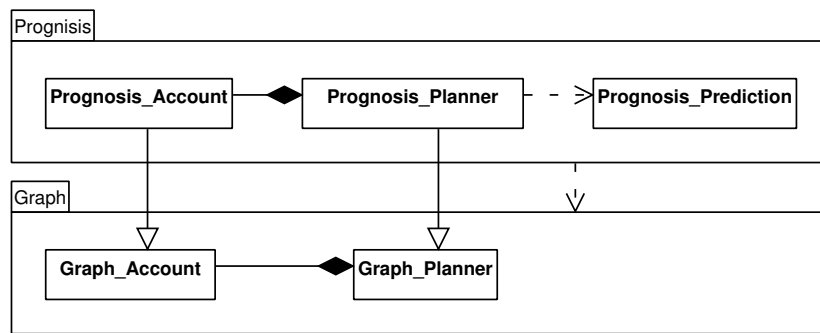 Prognisis
Prognosis_Account
Prognosis_Planner
Prognosis_Prediction
Graph
Graph_Account
Graph_Planner